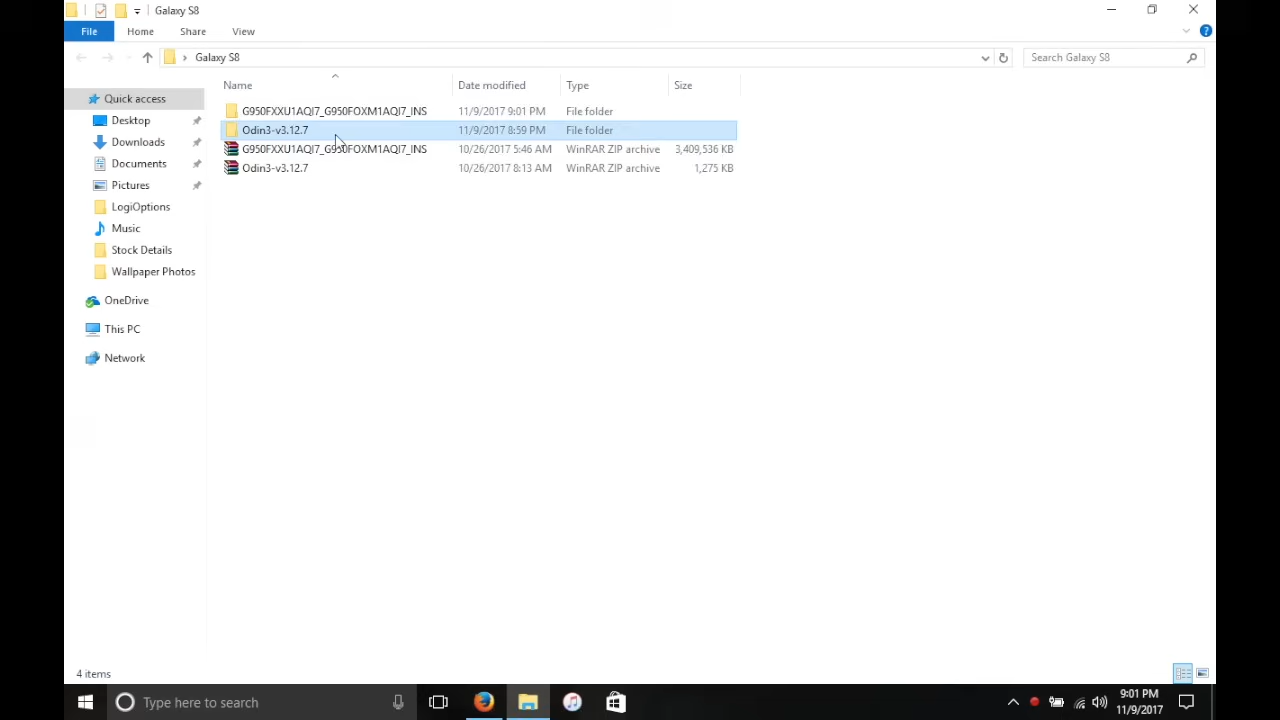 Galaxy S8
File Home Share View
Galaxy S8 Search Galaxy S8
Name Date modified Type Size
G950FXXU1AQI7_G950FOXM1AQI7_INS 11/9/2017 9:01 PM File folder
Odin3-v3.12.7 11/9/2017 8:59 PM File folder
G950FXXU1AQI7_G950FOXM1AQI7_INS 10/26/2017 5:46 AM WinRAR ZIP archive 3,409,536 KB
Odin3-v3.12.7 10/26/2017 8:13 AM WinRAR ZIP archive 1,275 KB
Quick access
Desktop
Downloads
Documents
Pictures
LogiOptions
Music
Stock Details
Wallpaper Photos
OneDrive
This PC
Network
4 items
Type here to search
9:01 PM
11/9/2017